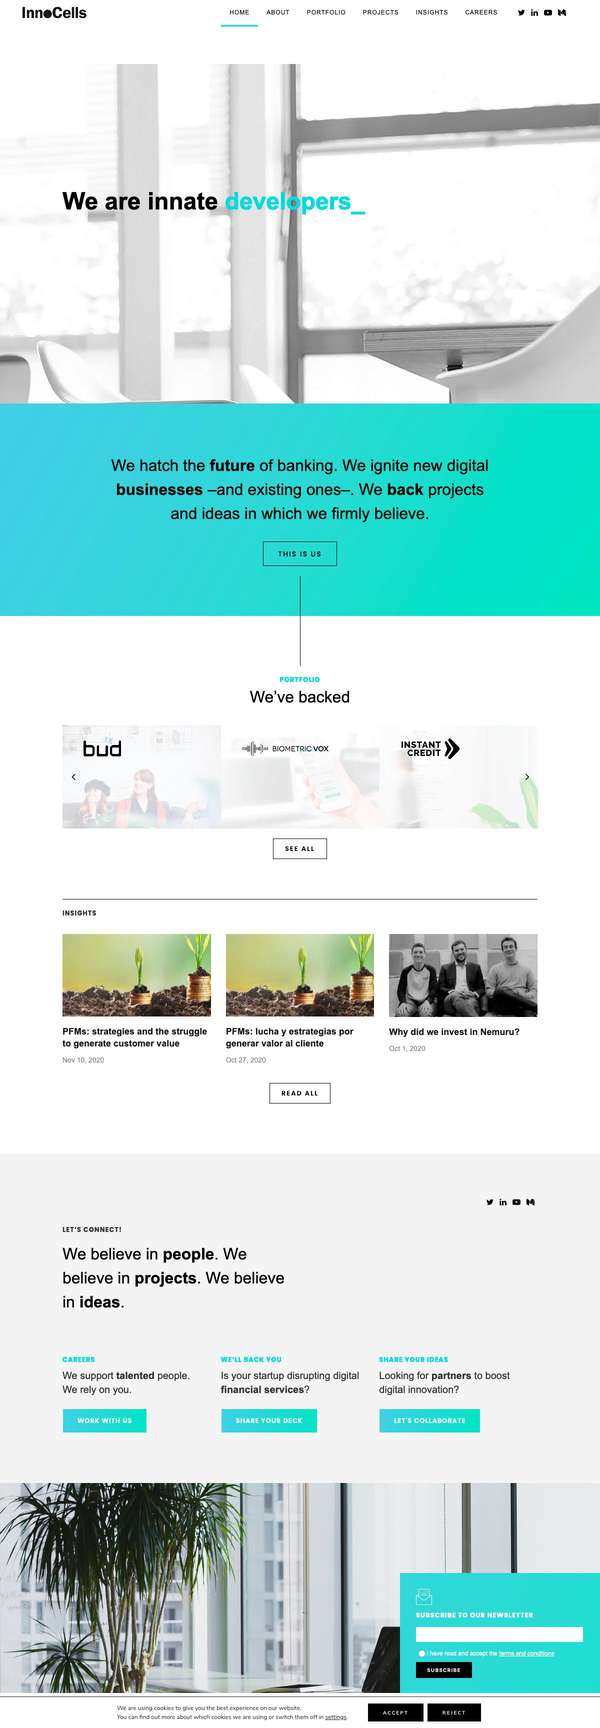 InnoCells
HOME ABOUT PORTFOLIO PROJECTS INSIGHTS CAREERS
We are innate developers_
We hatch the future of banking. We ignite new digital
businesses –and existing ones–. We back projects
and ideas in which we firmly believe.
THIS IS US
PORTFOLIO
We've backed
bud
BIOMETRIC VOX
INSTANT
CREDIT
SEE ALL
INSIGHTS
PFMs: strategies and the struggle
to generate customer value
Nov 10, 2020
PFMs: lucha y estrategias por
generar valor al cliente
Oct 27, 2020
Why did we invest in Nemuru?
Oct 1, 2020
READ ALL
LET'S CONNECT!
We believe in people. We
believe in projects. We believe
in ideas.
CAREERS
We support talented people.
We rely on you.
WORK WITH US
WE'LL BACK YOU
Is your startup disrupting digital
financial services?
SHARE YOUR DECK
SHARE YOUR IDEAS
Looking for partners to boost
digital innovation?
LET'S COLLABORATE
SUBSCRIBE TO OUR NEWSLETTER
I have read and accept the terms and conditions
SUBSCRIBE
We are using cookies to give you the best experience on our website.
You can find out more about which cookies we are using or switch them off in settings.
ACCEPT
REJECT